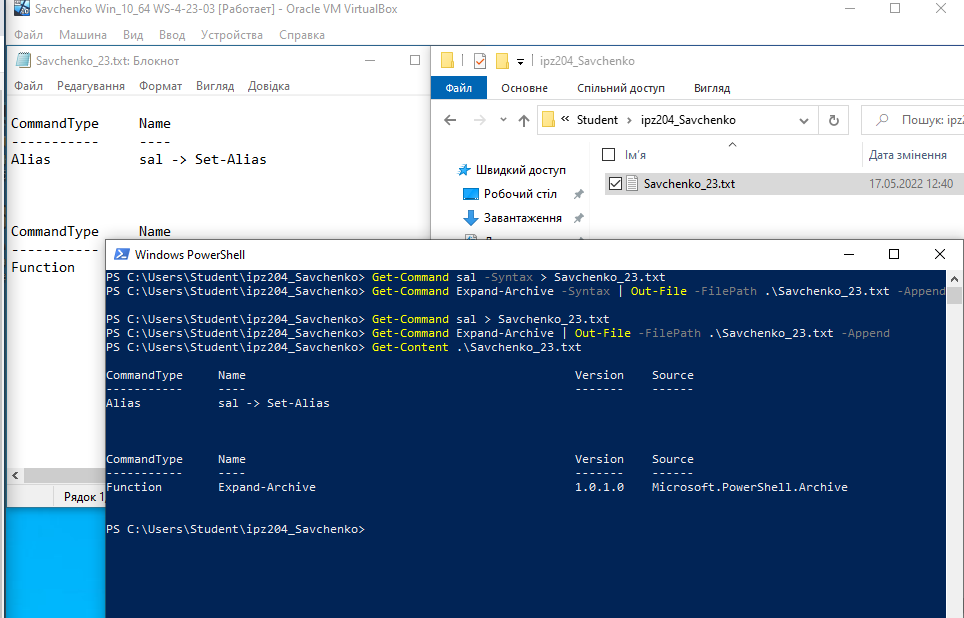 Savchenko Win_10_64 WS-4-23-03 [Работает] - Oracle VM VirtualBox
Файл Машина Вид Ввод Устройства Справка
Savchenko_23.txt: Блокнот
Файл Редагування Формат Вигляд Довідка
CommandType Name
----------- ----
Alias sal -> Set-Alias
CommandType Name
----------- ----
Function
Рядок 1
ipz204_Savchenko
Файл Основне Спільний доступ Вигляд
« Student › ipz204_Savchenko
Пошук: ipz2
Швидкий доступ
Робочий стіл
Завантаження
Ім'я Дата змінення
Savchenko_23.txt 17.05.2022 12:40
Windows PowerShell
PS C:\Users\Student\ipz204_Savchenko> Get-Command sal -Syntax > Savchenko_23.txt
PS C:\Users\Student\ipz204_Savchenko> Get-Command Expand-Archive -Syntax | Out-File -FilePath .\Savchenko_23.txt -Append
PS C:\Users\Student\ipz204_Savchenko> Get-Command sal > Savchenko_23.txt
PS C:\Users\Student\ipz204_Savchenko> Get-Command Expand-Archive | Out-File -FilePath .\Savchenko_23.txt -Append
PS C:\Users\Student\ipz204_Savchenko> Get-Content .\Savchenko_23.txt
CommandType Name Version Source
----------- ---- ------- ------
Alias sal -> Set-Alias
CommandType Name Version Source
----------- ---- ------- ------
Function Expand-Archive 1.0.1.0 Microsoft.PowerShell.Archive
PS C:\Users\Student\ipz204_Savchenko>